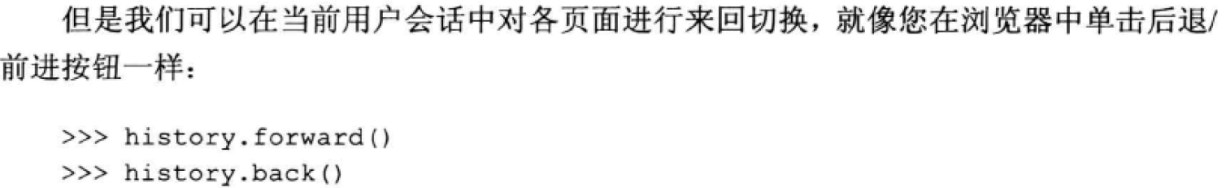 但是我们可以在当前用户会话中对各页面进行来回切换，就像您在浏览器中单击后退/
前进按钮一样：
>>> history.forward()
>>> history.back()